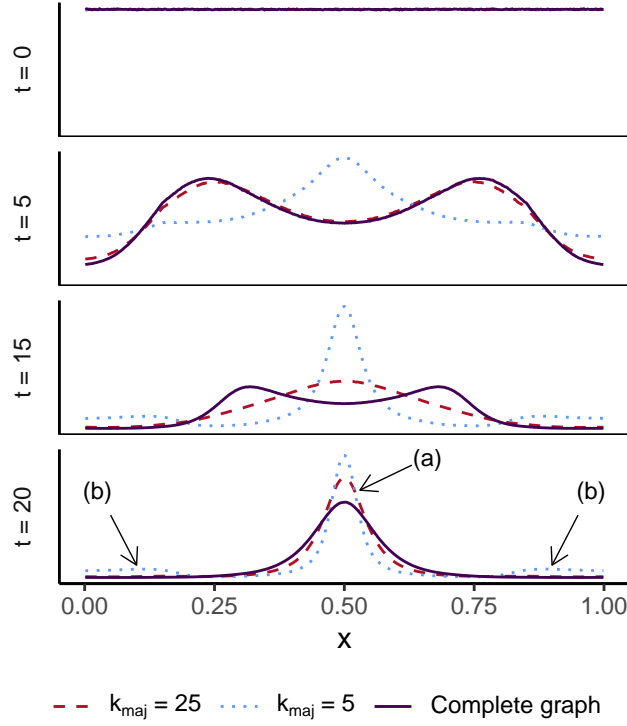 t = 0
t = 5
t = 15
t = 20
(a)
(b)
(b)
0.00 0.25 0.50 0.75 1.00
x
k_maj = 25 k_maj = 5 Complete graph